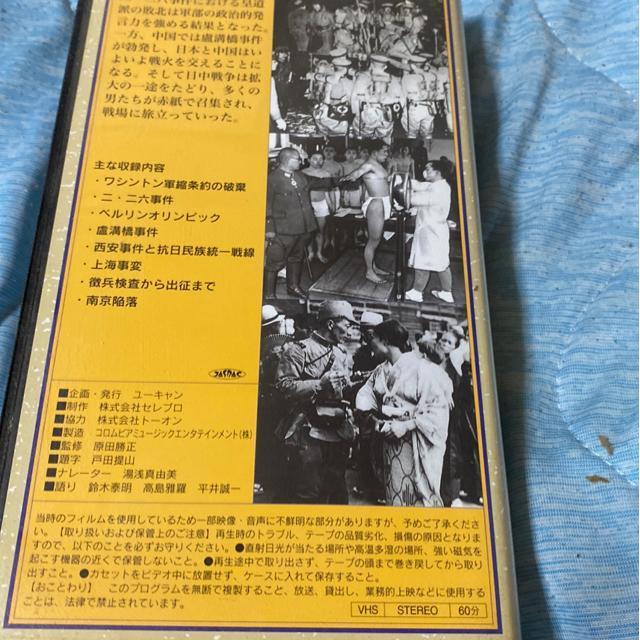 事件における皇道
派の敗北は軍部の政治的発
言力を強める結果となった。
一方、中国では盧溝橋事件
が勃発し、日本と中国はい
よいよ戦火を交えることに
なる。そして日中戦争は拡
大の一途をたどり、多くの
男たちが赤紙で召集され、
戦場に旅立っていった。
主な収録内容
・ワシントン軍縮条約の破棄
・二・二六事件
・ベルリンオリンピック
・盧溝橋事件
・西安事件と抗日民族統一戦線
・上海事変
・徴兵検査から出征まで
・南京陥落
JASRAC
■企画・発行 ユーキャン
■制作 株式会社セレブロ
■協力 株式会社トーオン
■製造 コロムビアミュージックエンタテインメント(株)
■監修 原田勝正
■題字 戸田提山
■ナレーター 湯浅真由美
■語り 鈴木泰明 高島雅羅 平井誠一
当時のフィルムを使用しているため一部映像・音声に不鮮明な部分がありますが、予めご了承くださ
い。【取り扱いおよび保管上のご注意】再生時のトラブル、テープの品質劣化、損傷の原因となりま
すので、以下のことを必ずお守りください。●直射日光が当たる場所や高温多湿の場所、強い磁気を
起こす機器の近くで保管しないこと。●再生途中で取り出さず、テープの頭まで巻き戻してから取り
出すこと。●カセットをビデオ中に放置せず、ケースに入れて保存すること。
【おことわり】 このプログラムを無断で複製すること、放送、貸出し、業務的上映などに使用する
ことは、法律で禁止されています。
VHS STEREO 60分